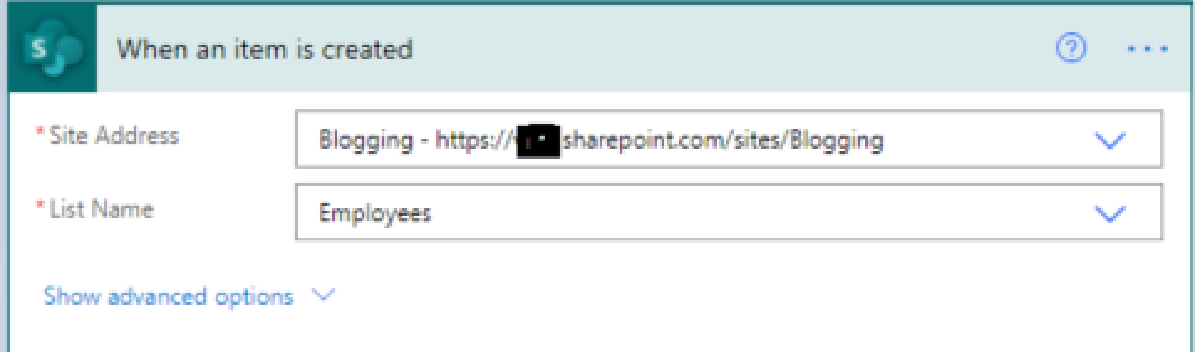 S
When an item is created
? ...
* Site Address
Blogging - https:// sharepoint.com/sites/Blogging
* List Name
Employees
Show advanced options